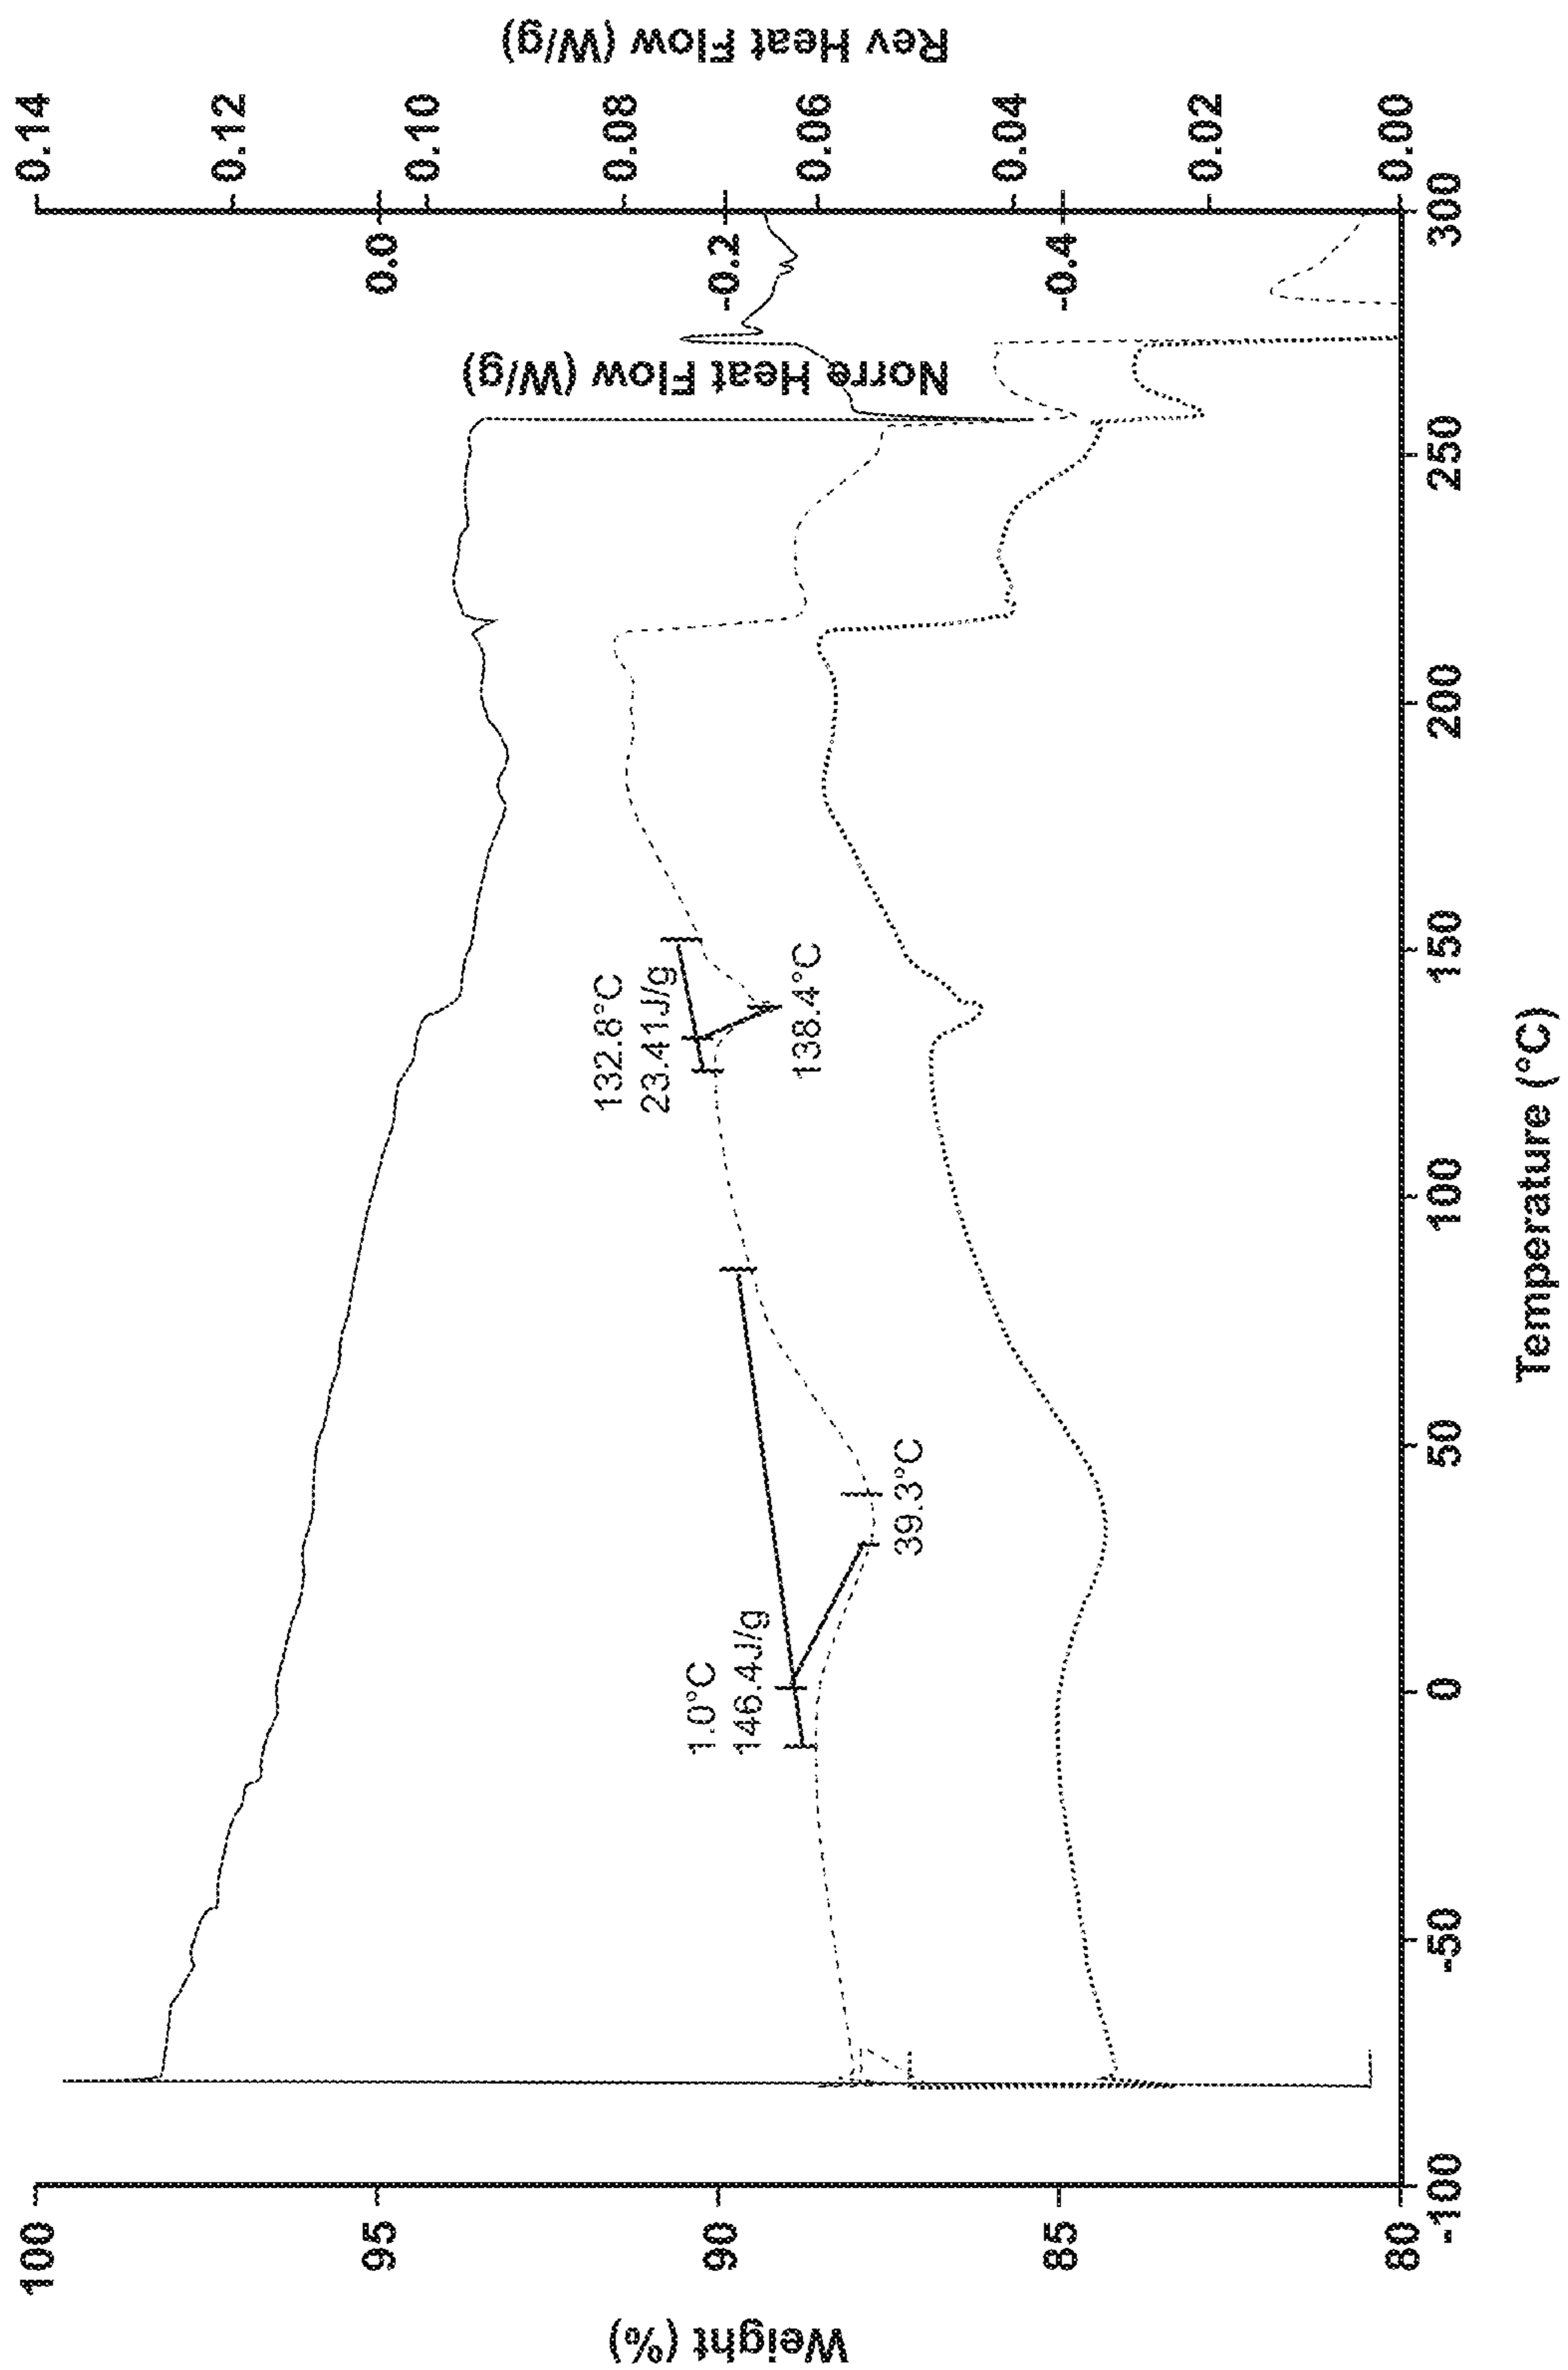 Weight (%)
100
95
90
85
80
-100
-50
0
50
100
150
200
250
300
Temperature (°C)
1.0°C
146.4J/g
39.3°C
132.8°C
23.41J/g
138.4°C
Norre Heat Flow (W/g)
0.0
-0.2
-0.4
0.14
0.12
0.10
0.08
0.06
0.04
0.02
0.00
Rev Heat Flow (W/g)